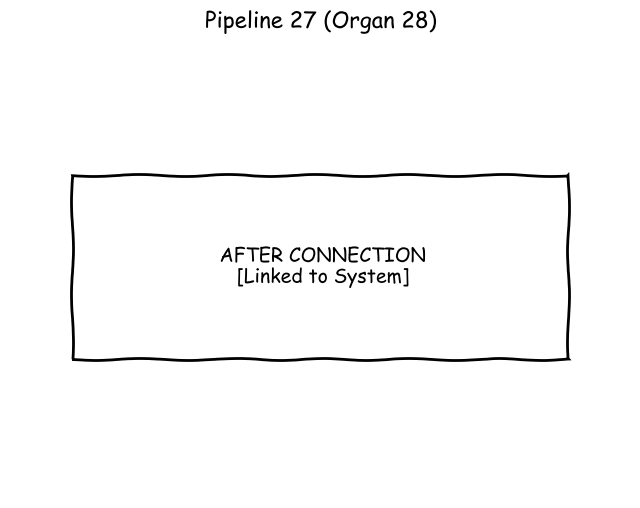 Pipeline 27 (Organ 28)
AFTER CONNECTION
[Linked to System]